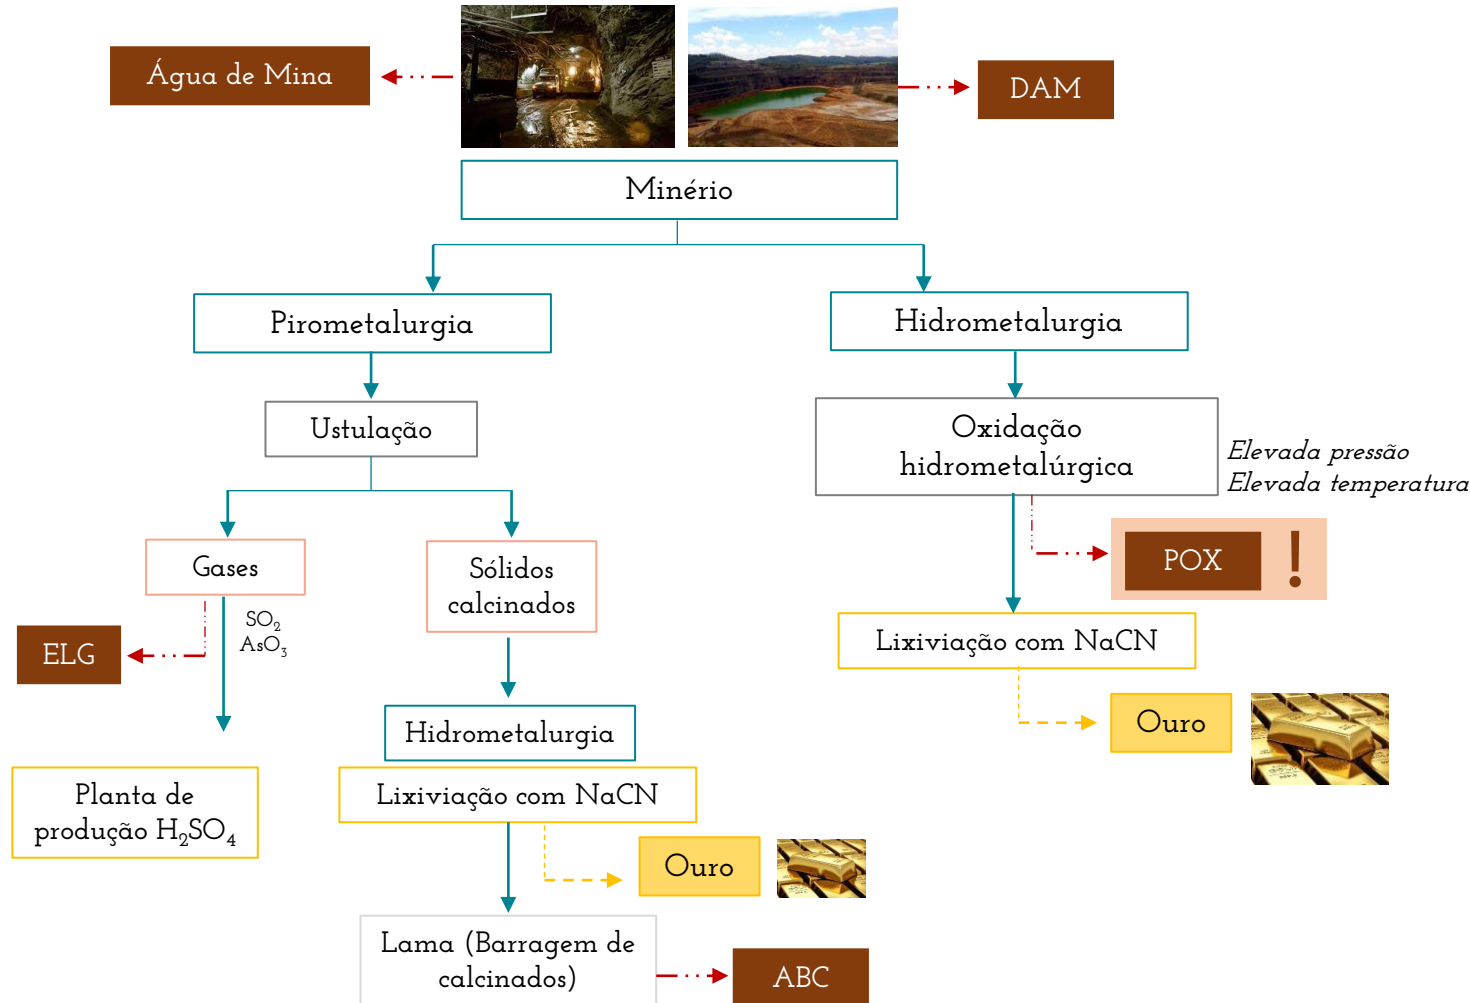 Água de Mina
DAM
Minério
Pirometalurgia
Hidrometalurgia
Ustulação
Oxidação
hidrometalúrgica
Elevada pressão
Elevada temperatura
POX
!
Gases
Sólidos
calcinados
SO₂
AsO₃
ELG
Lixiviação com NaCN
Ouro
Hidrometalurgia
Planta de
produção H₂SO₄
Lixiviação com NaCN
Ouro
Lama (Barragem de
calcinados)
ABC